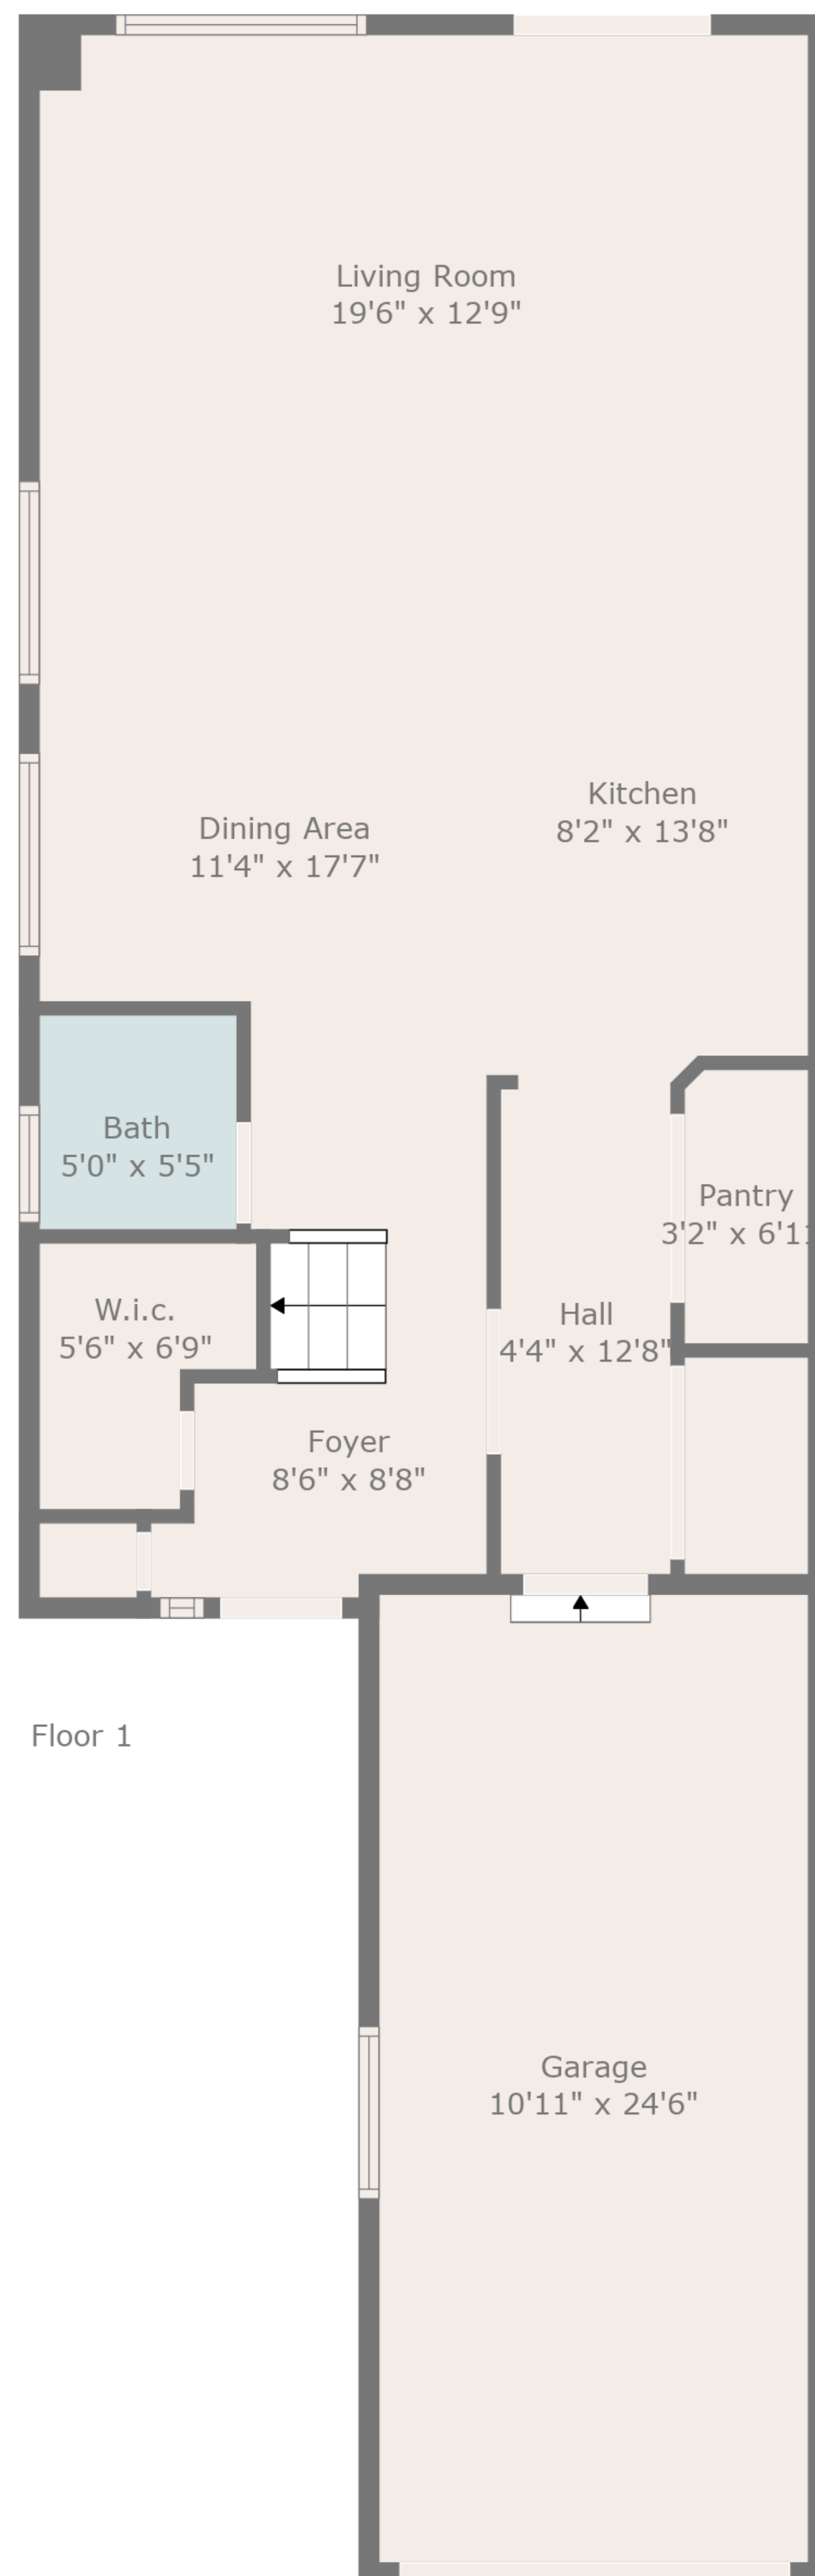 Living Room
19'6" x 12'9"
Kitchen
8'2" x 13'8"
Dining Area
11'4" x 17'7"
Bath
5'0" x 5'5"
Pantry
3'2" x
W.i.c.
5'6" x 6'9"
Hall
4'4" x 12'8"
Foyer
8'6" x 8'8"
Floor 1
Garage
10'11" x 24'6"